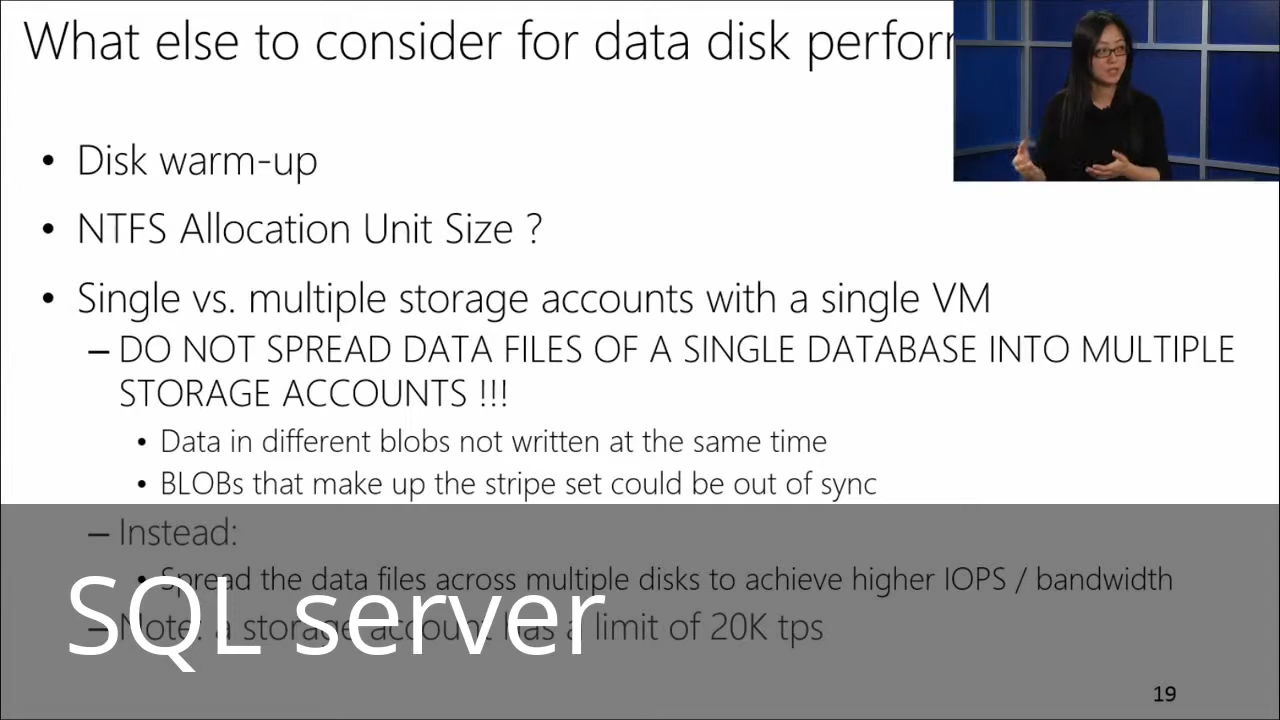 What else to consider for data disk perfor
• Disk warm-up
• NTFS Allocation Unit Size ?
• Single vs. multiple storage accounts with a single VM
– DO NOT SPREAD DATA FILES OF A SINGLE DATABASE INTO MULTIPLE
STORAGE ACCOUNTS !!!
• Data in different blobs not written at the same time
• BLOBs that make up the stripe set could be out of sync
– Instead:
• Spread the data files across multiple disks to achieve higher IOPS / bandwidth
– Note: a storage account has a limit of 20K tps
SQL server
19